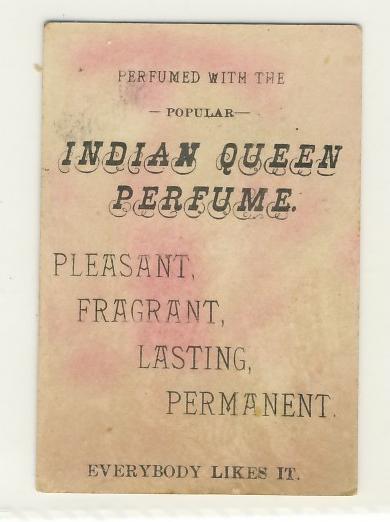 PERFUMED WITH THE
— POPULAR—
INDIAN QUEEN
PERFUME.
PLEASANT,
FRAGRANT,
LASTING,
PERMANENT.
EVERYBODY LIKES IT.